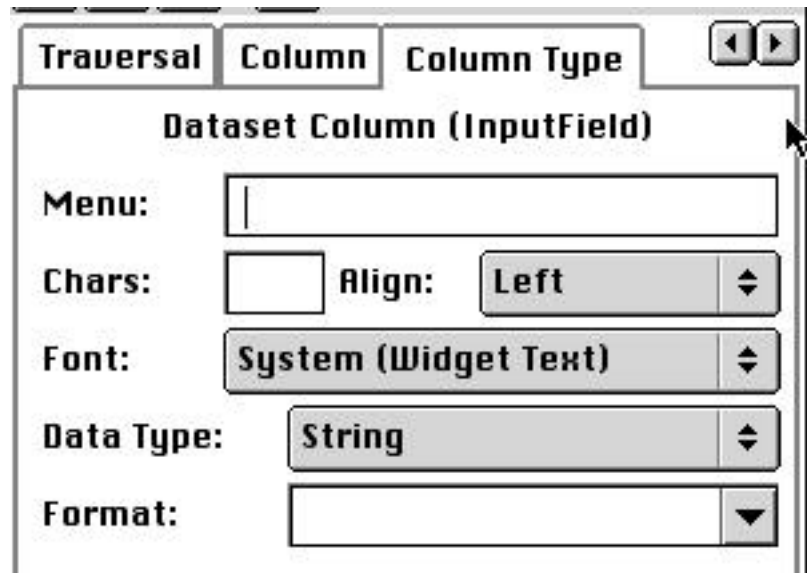 Traversal Column Column Type
Dataset Column (InputField)
Menu:
Chars: Align: Left
Font: System (Widget Text)
Data Type: String
Format: